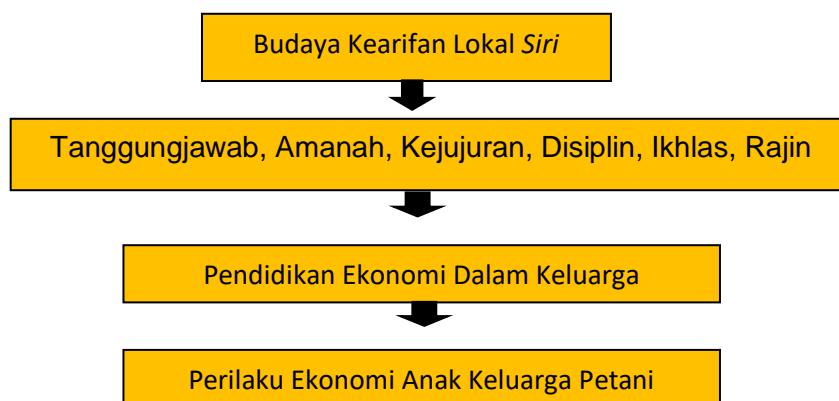 Budaya Kearifan Lokal Siri
Tanggungjawab, Amanah, Kejujuran, Disiplin, Ikhlas, Rajin
Pendidikan Ekonomi Dalam Keluarga
Perilaku Ekonomi Anak Keluarga Petani